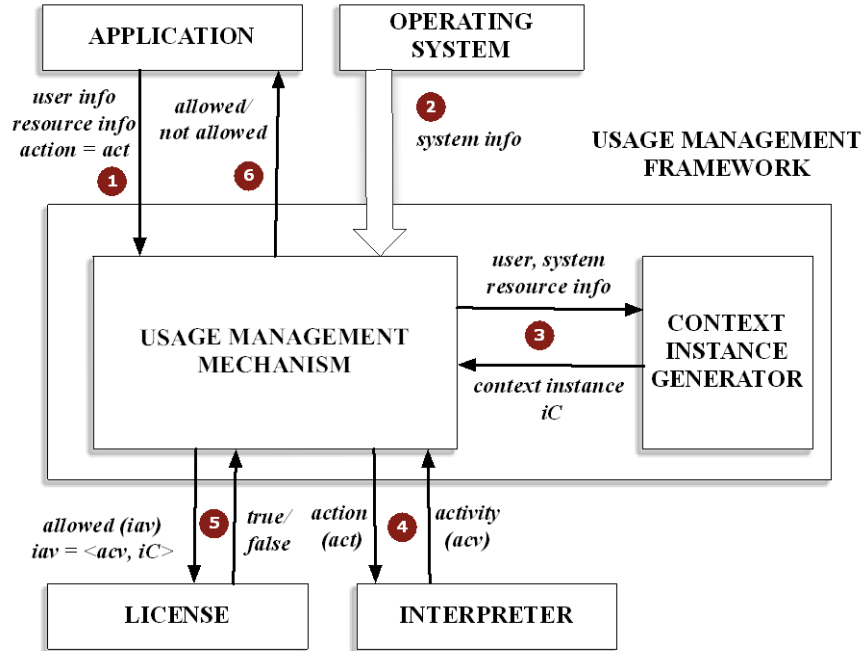 APPLICATION
OPERATING
SYSTEM
user info
resource info
action = act
1
allowed/
not allowed
6
2
system info
USAGE MANAGEMENT
FRAMEWORK
USAGE MANAGEMENT
MECHANISM
user, system
resource info
3
context instance
iC
CONTEXT
INSTANCE
GENERATOR
allowed (iav)
iav = <acv, iC>
5
true/
false
action
(act)
4
activity
(acv)
LICENSE
INTERPRETER